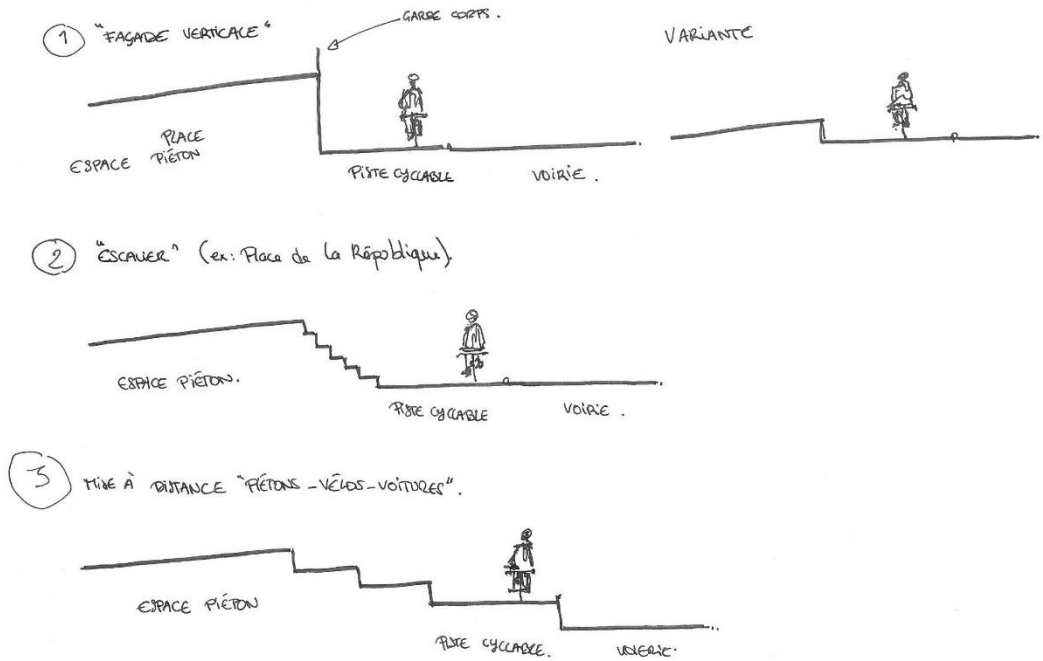 GARDE CORPS.
1 "FAÇADE VERTICALE"
VARIANTE
PLACE
ESPACE PIÉTON
PISTE CYCLABLE VOIRIE.
2 "ESCALIER" (ex: Place de la République).
ESPACE PIÉTON.
PISTE CYCLABLE VOIRIE.
3 MISE À DISTANCE "PIÉTONS-VÉLOS-VOITURES".
ESPACE PIÉTON
PISTE CYCLABLE. VOIERIE.